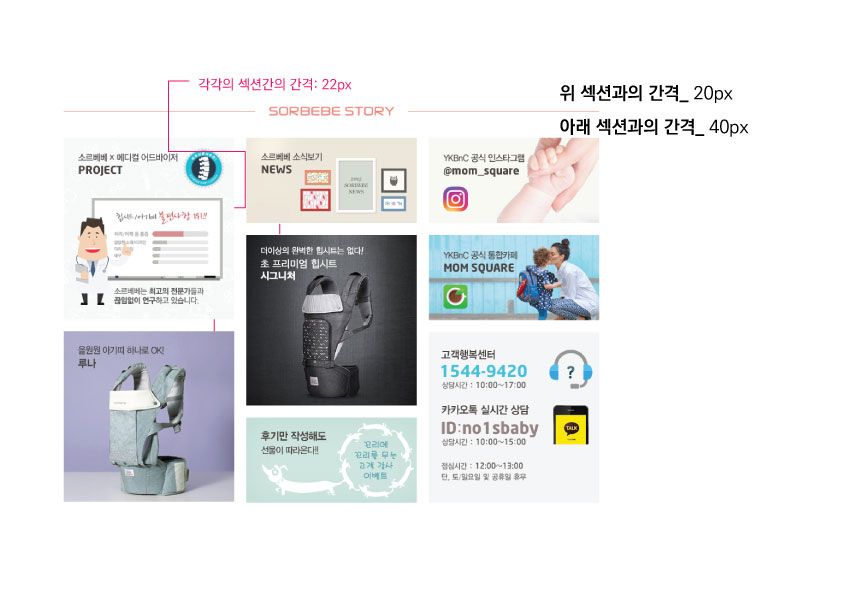 각각의 섹션간의 간격: 22px
위 섹션과의 간격_ 20px
아래 섹션과의 간격_ 40px
SORBEBE STORY
소르베베 × 메디컬 어드바이저
PROJECT
힙시트/아기띠 불편사항 1위!!
소르베베는 최고의 전문가들과
끊임없이 연구하고 있습니다.
올원원 아기띠 하나로 OK!
루나
소르베베 소식보기
NEWS
SORBEBE
NEWS
더이상의 완벽한 힙시트는 없다!
초 프리미엄 힙시트
시그니처
후기만 작성해도
선물이 따라온다!!
꼬리에
꼬리를 무는
고객 감사
이벤트
YKBnC 공식 인스타그램
@mom_square
YKBnC 공식 통합카페
MOM SQUARE
고객행복센터
1544-9420
상담시간 : 10:00~17:00
?
카카오톡 실시간 상담
ID:no1sbaby
상담시간 : 10:00~15:00
TALK
점심시간 : 12:00~13:00
단, 토/일요일 및 공휴일 휴무